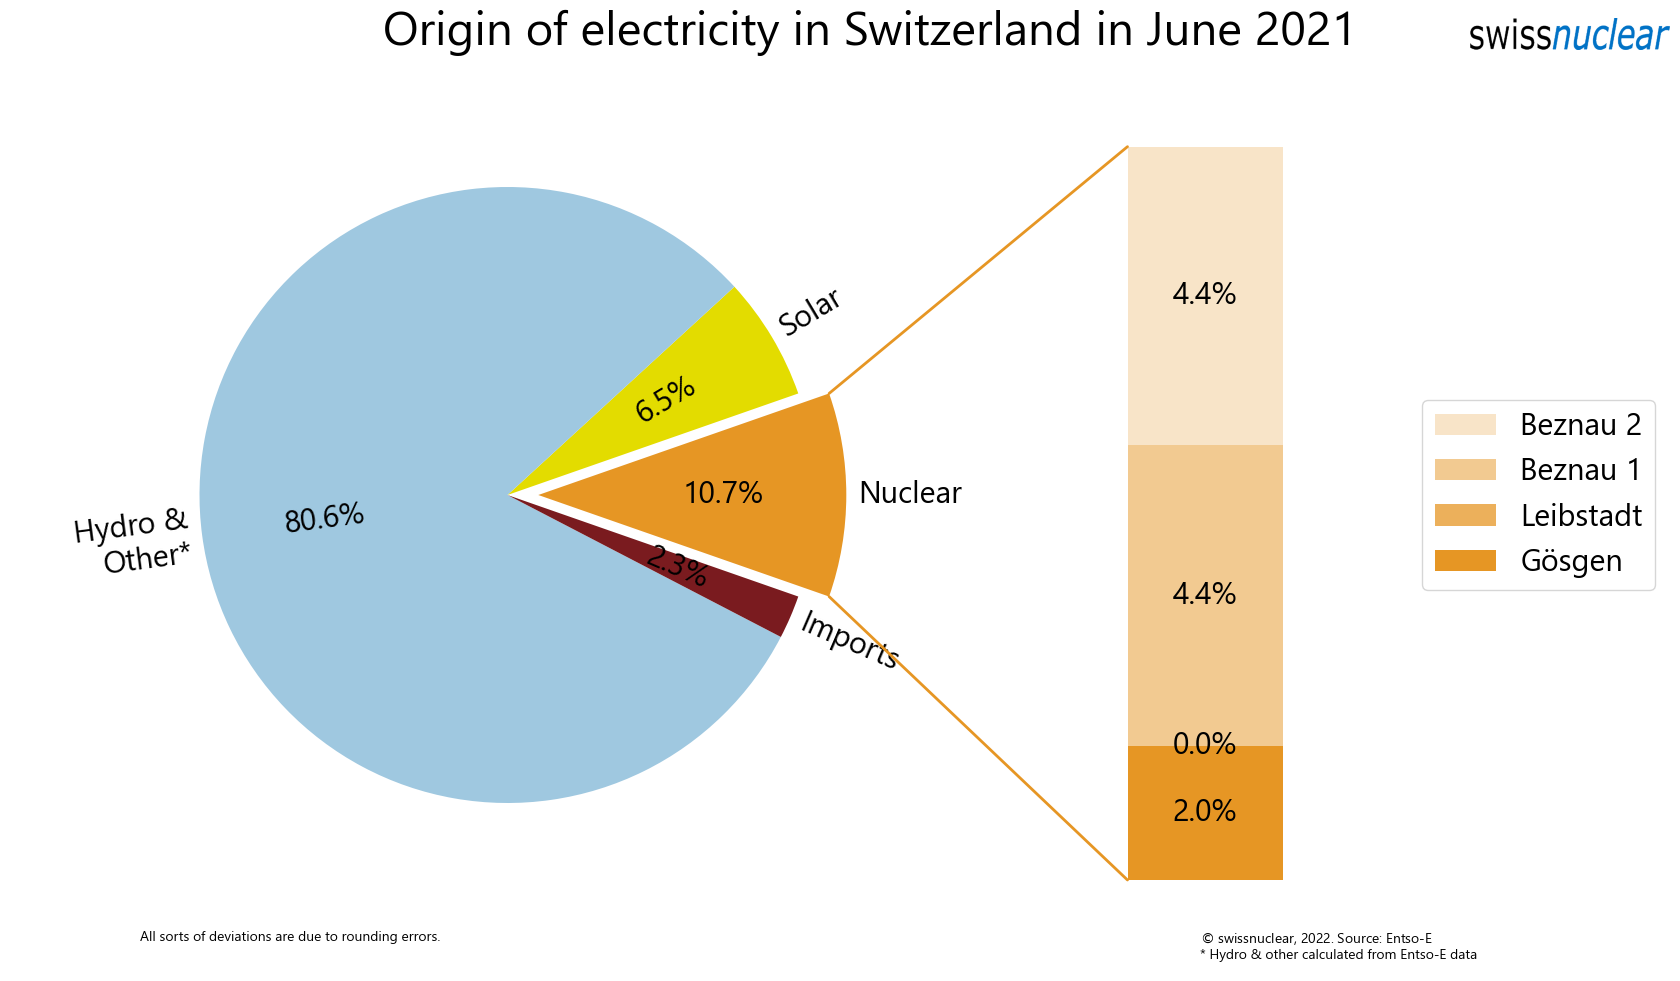 Origin of electricity in Switzerland in June 2021
swissnuclear
Solar
6.5%
Nuclear
10.7%
Hydro &
Other*
80.6%
2.3%
Imports
4.4%
4.4%
0.0%
2.0%
Beznau 2
Beznau 1
Leibstadt
Gösgen
All sorts of deviations are due to rounding errors.
© swissnuclear, 2022. Source: Entso-E
* Hydro & other calculated from Entso-E data